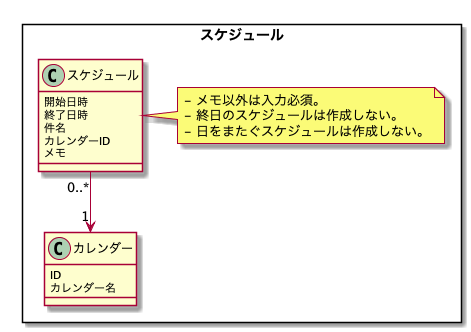 スケジュール
C スケジュール
開始日時
終了日時
件名
カレンダーID
メモ
- メモ以外は入力必須。
- 終日のスケジュールは作成しない。
- 日をまたぐスケジュールは作成しない。
0..*
1
C カレンダー
ID
カレンダー名